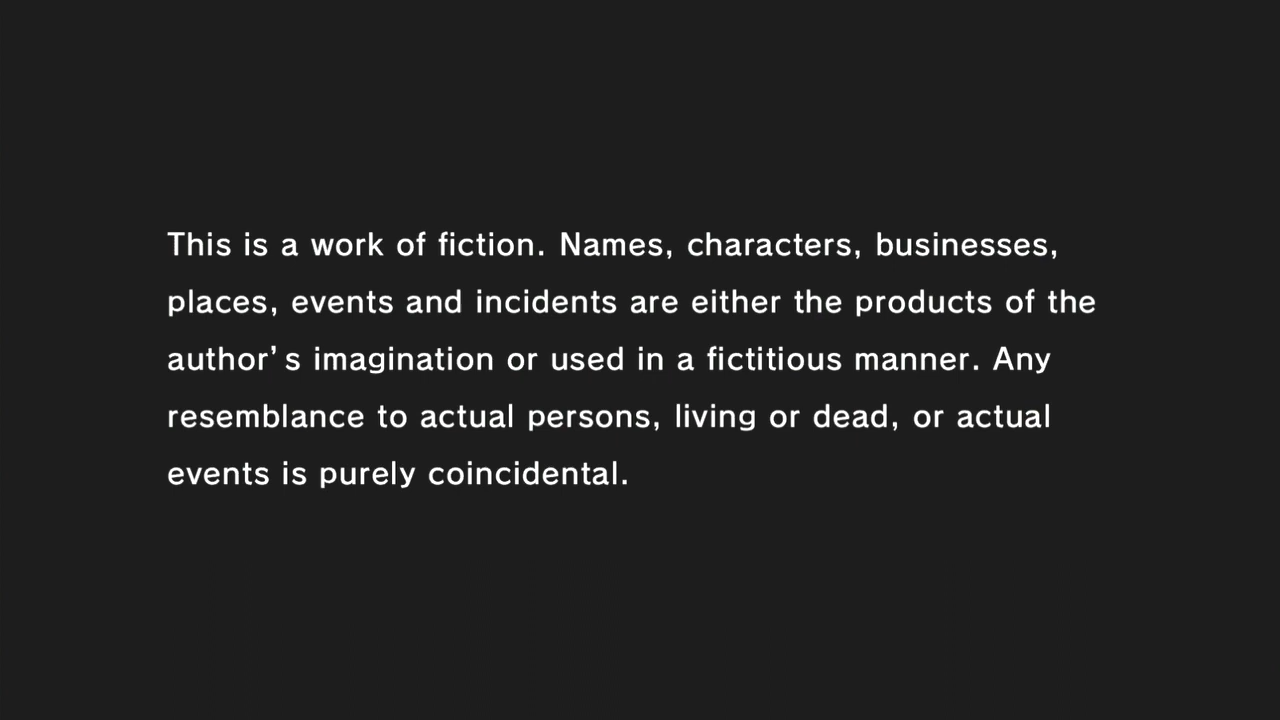 This is a work of fiction. Names, characters, businesses,
places, events and incidents are either the products of the
author’s imagination or used in a fictitious manner. Any
resemblance to actual persons, living or dead, or actual
events is purely coincidental.